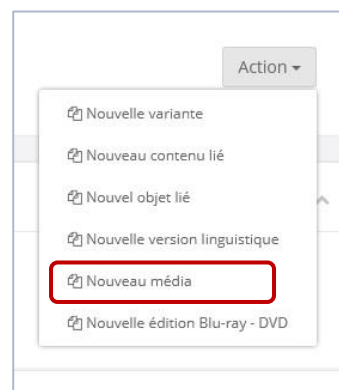 Action
Nouvelle variante
Nouveau contenu lié
Nouvel objet lié
Nouvelle version linguistique
Nouveau média
Nouvelle édition Blu-ray - DVD